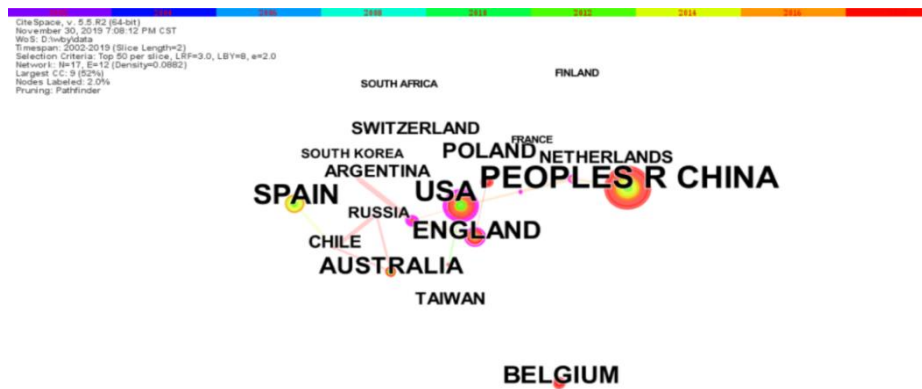 2006 2008 2010 2012 2014 2016
CiteSpace, v. 5.5.R2 (64-bit)
November 30, 2019 7:08:12 PM CST
WoS: D:\wby\data
Timespan: 2002-2019 (Slice Length=2)
Selection Criteria: Top 50 per slice, LRF=3.0, LBY=8, e=2.0
Network: N=17, E=12 (Density=0.0882)
Largest CC: 9 (52%)
Nodes Labeled: 2.0%
Pruning: Pathfinder
FINLAND
SOUTH AFRICA
SWITZERLAND
FRANCE
SOUTH KOREA
POLAND
NETHERLANDS
ARGENTINA
PEOPLES R CHINA
SPAIN
USA
RUSSIA
ENGLAND
CHILE
AUSTRALIA
TAIWAN
BELGIUM